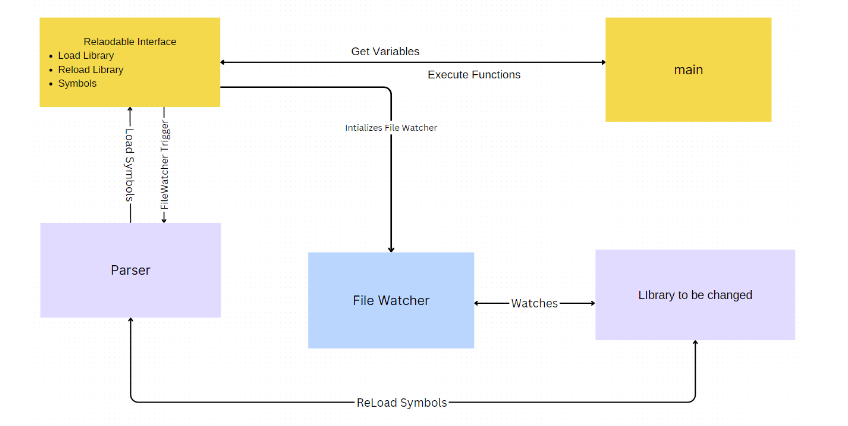 Relaodable Interface
Load Library
Reload Library
Symbols
Get Variables
Execute Functions
main
Intializes File Watcher
Load Symbols
FileWatcher Trigger
Parser
File Watcher
Watches
LIbrary to be changed
ReLoad Symbols